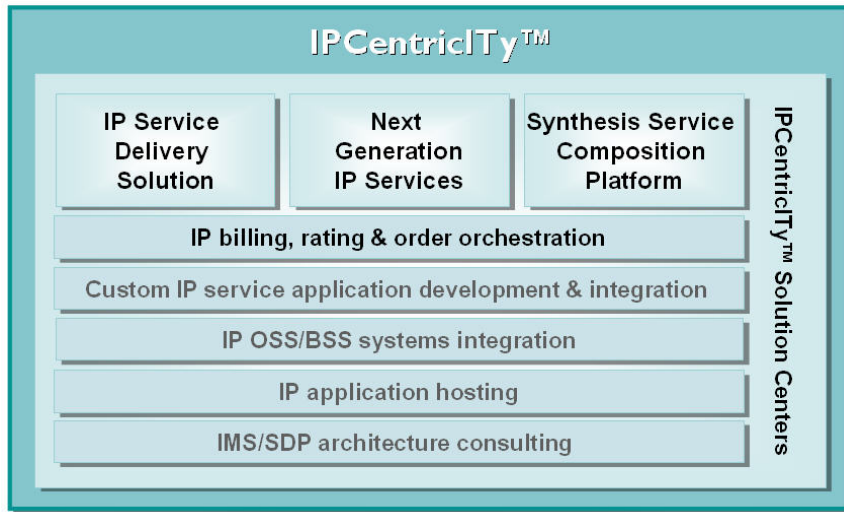 IPCentricITy™
IP Service
Delivery
Solution
Next
Generation
IP Services
Synthesis Service
Composition
Platform
IP billing, rating & order orchestration
Custom IP service application development & integration
IP OSS/BSS systems integration
IP application hosting
IMS/SDP architecture consulting
IPCentricITy™ Solution Centers